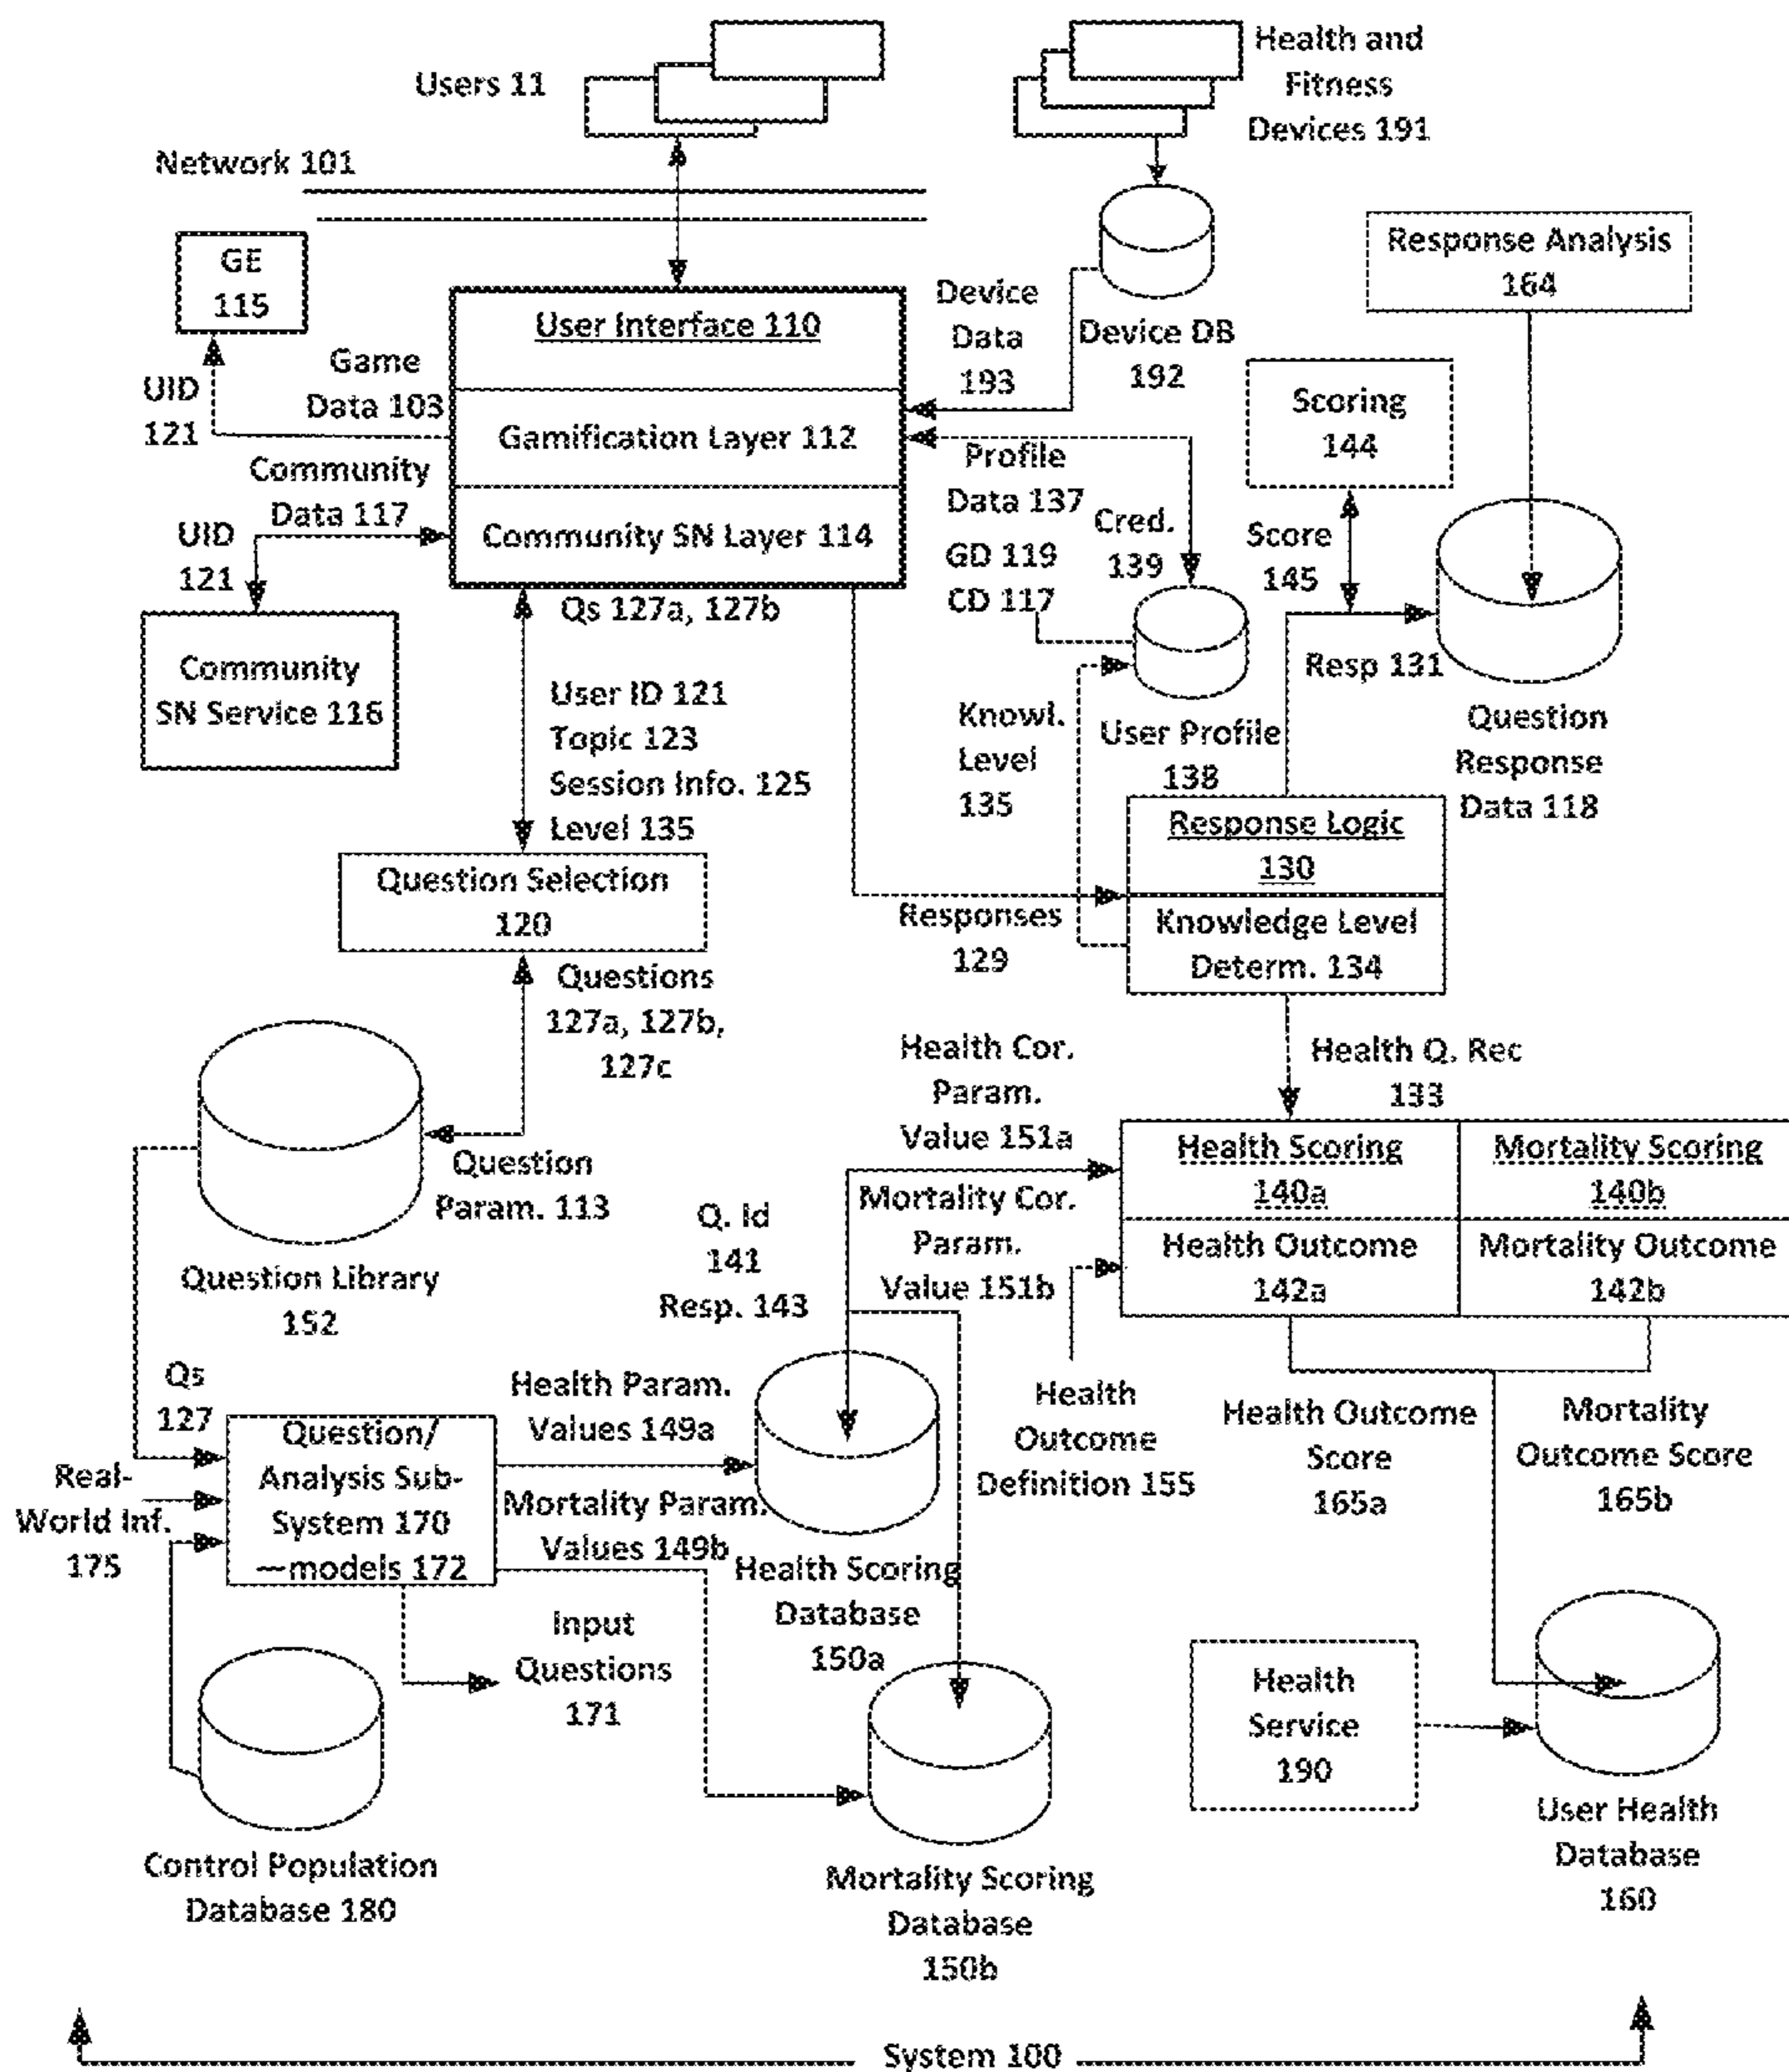 Users 11
Health and
Fitness
Devices 191
Network 101
GE
115
User Interface 110
Gamification Layer 112
Community SN Layer 114
Game
Data 103
UID
121
Community
Data 117
UID
121
Community
SN Service 116
Device
Data
193
Device DB
192
Response Analysis
164
Scoring
144
Profile
Data 137
GD 119
CD 117
Cred.
139
Score
145
Resp 131
Question
Response
Data 118
User Profile
138
Knowl.
Level
135
Qs 127a, 127b
User ID 121
Topic 123
Session Info. 125
Level 135
Question Selection
120
Responses
129
Response Logic
130
Knowledge Level
Determ. 134
Questions
127a, 127b,
127c
Question
Param. 113
Question Library
152
Health Q. Rec
133
Health Cor.
Param.
Value 151a
Mortality Cor.
Param.
Value 151b
Q. Id
141
Resp. 143
Health Scoring
140a
Mortality Scoring
140b
Health Outcome
142a
Mortality Outcome
142b
Health
Outcome
Definition 155
Health Outcome
Score
165a
Mortality
Outcome Score
165b
Qs
127
Real-
World Inf.
175
Question/
Analysis Sub-
System 170
—models 172
Health Param.
Values 149a
Mortality Param.
Values 149b
Health Scoring
Database
150a
Input
Questions
171
Control Population
Database 180
Mortality Scoring
Database
150b
Health
Service
190
User Health
Database
160
System 100